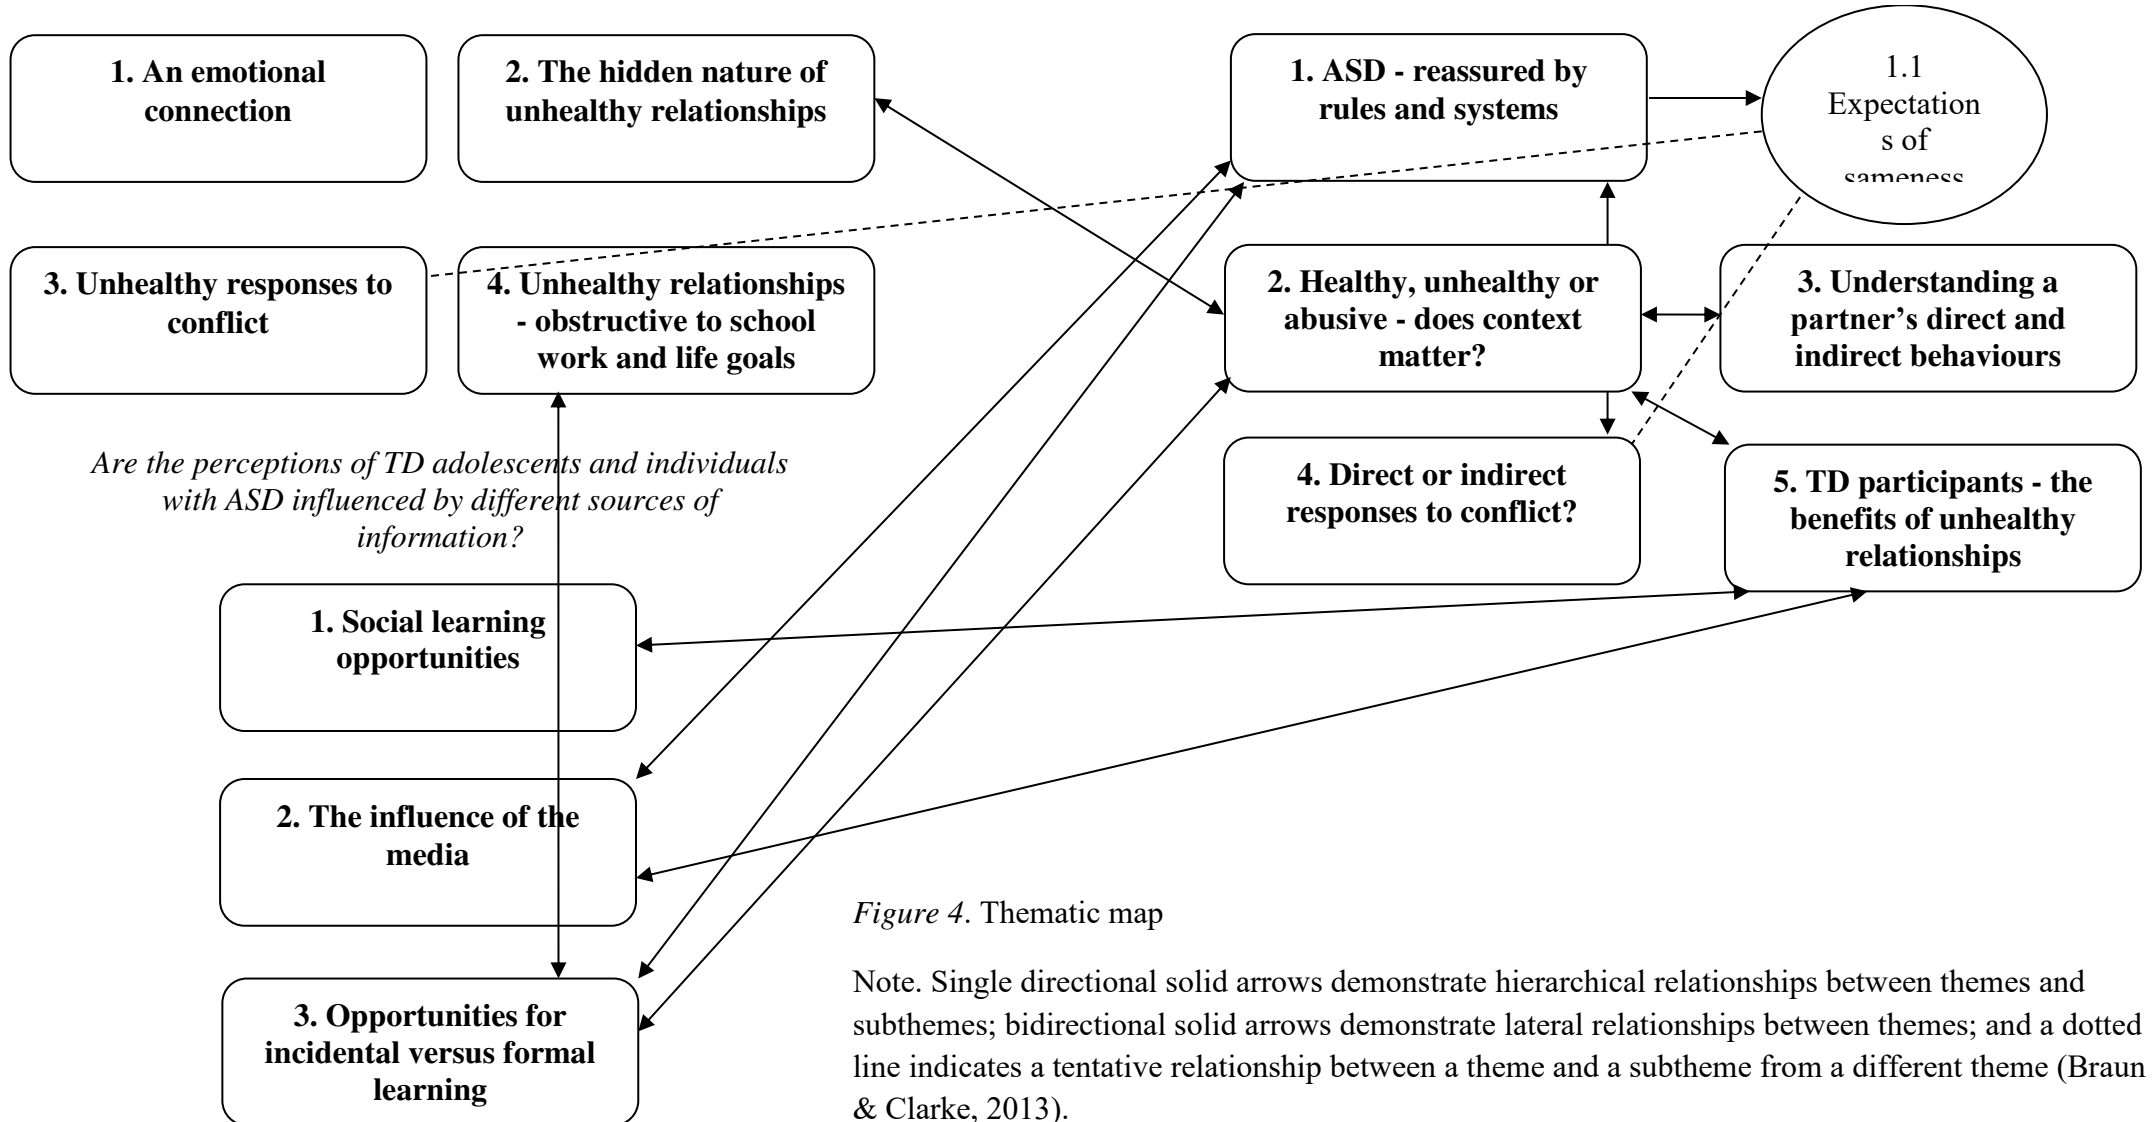 1. An emotional
connection
2. The hidden nature of
unhealthy relationships
1. ASD - reassured by
rules and systems
1.1
Expectation
s of
sameness
3. Unhealthy responses to
conflict
4. Unhealthy relationships
- obstructive to school
work and life goals
2. Healthy, unhealthy or
abusive - does context
matter?
3. Understanding a
partner’s direct and
indirect behaviours
Are the perceptions of TD adolescents and individuals
with ASD influenced by different sources of
information?
4. Direct or indirect
responses to conflict?
5. TD participants - the
benefits of unhealthy
relationships
1. Social learning
opportunities
2. The influence of the
media
3. Opportunities for
incidental versus formal
learning
Figure 4. Thematic map
Note. Single directional solid arrows demonstrate hierarchical relationships between themes and
subthemes; bidirectional solid arrows demonstrate lateral relationships between themes; and a dotted
line indicates a tentative relationship between a theme and a subtheme from a different theme (Braun
& Clarke, 2013).